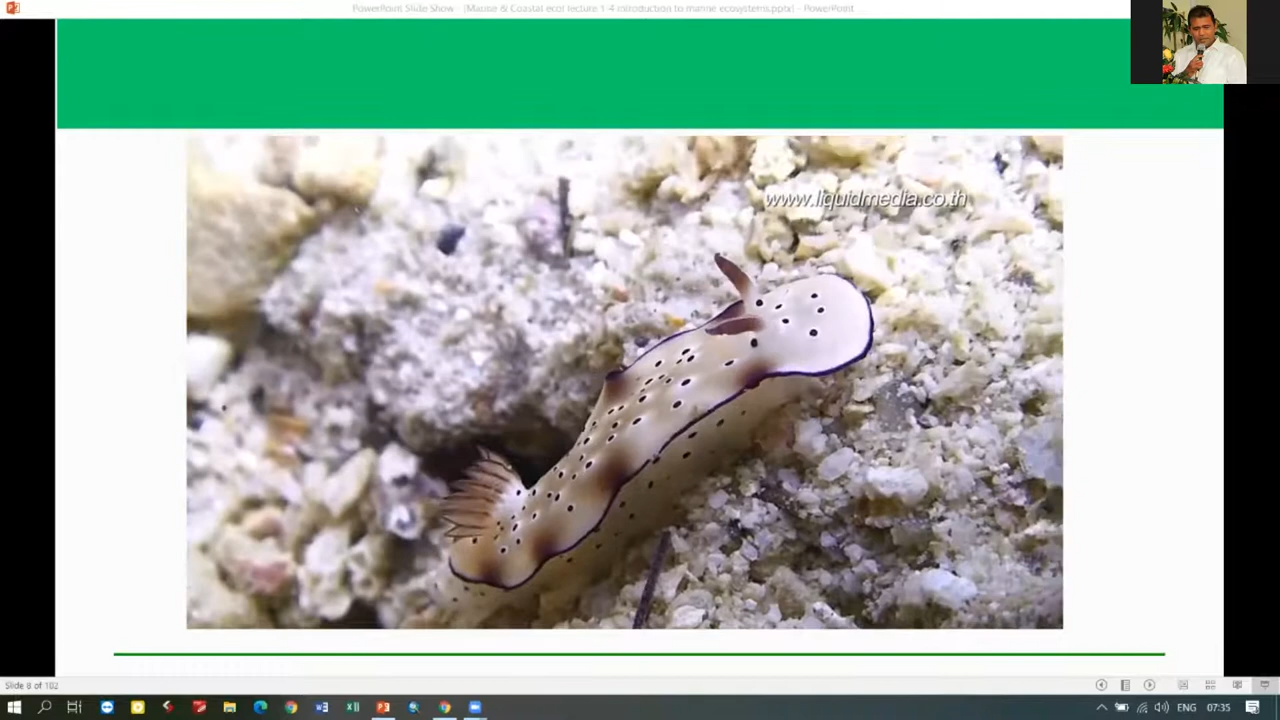 PowerPoint Slide Show - [Marine & Coastal ecol lecture 1-4 introduction to marine ecosystems.pptx] - PowerPoint
www.liquidmedia.co.th
Slide 8 of 102
ENG
07:35